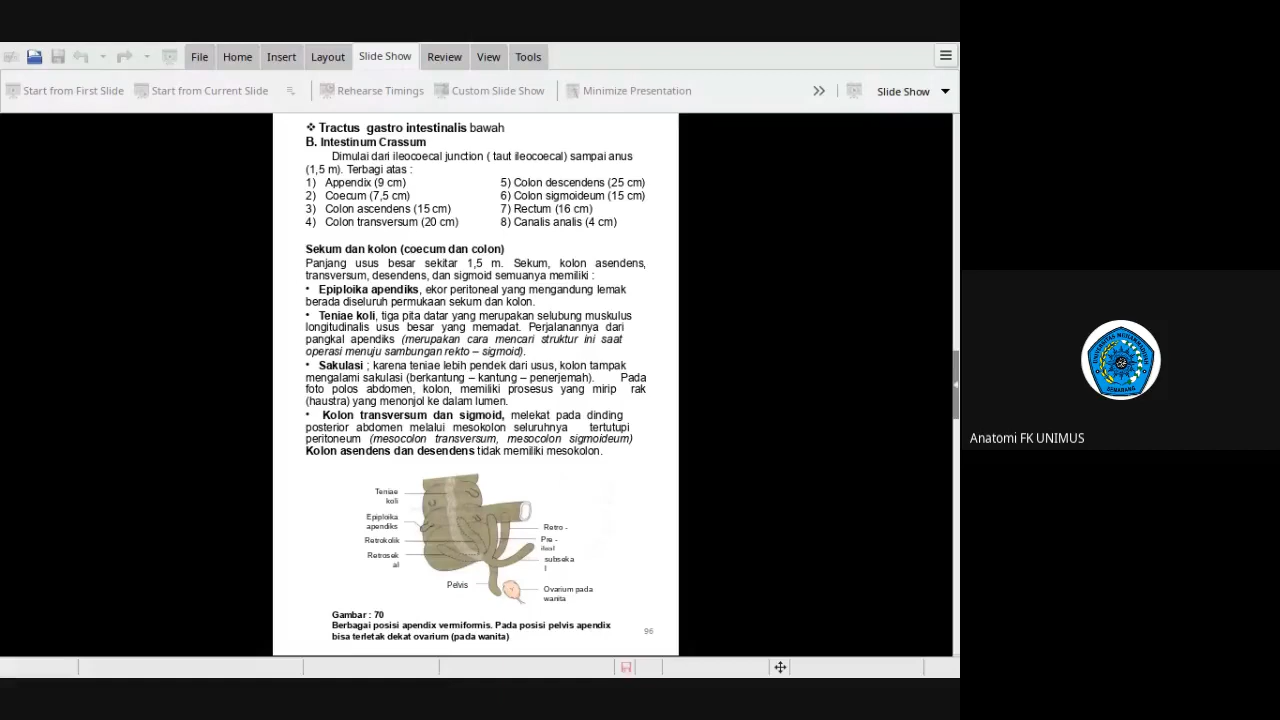 File Home Insert Layout Slide Show Review View Tools
Start from First Slide Start from Current Slide Rehearse Timings Custom Slide Show Minimize Presentation Slide Show
❖ Tractus gastro intestinalis bawah
B. Intestinum Crassum
Dimulai dari ileocoecal junction ( taut ileocoecal) sampai anus
(1,5 m). Terbagi atas :
1) Appendix (9 cm) 5) Colon descendens (25 cm)
2) Coecum (7,5 cm) 6) Colon sigmoideum (15 cm)
3) Colon ascendens (15 cm) 7) Rectum (16 cm)
4) Colon transversum (20 cm) 8) Canalis analis (4 cm)
Sekum dan kolon (coecum dan colon)
Panjang usus besar sekitar 1,5 m. Sekum, kolon asendens,
transversum, desendens, dan sigmoid semuanya memiliki :
• Epiploika apendiks, ekor peritoneal yang mengandung lemak
berada diseluruh permukaan sekum dan kolon.
• Teniae koli, tiga pita datar yang merupakan selubung muskulus
longitudinalis usus besar yang memadat. Perjalanannya dari
pangkal apendiks (merupakan cara mencari struktur ini saat
operasi menuju sambungan rekto – sigmoid).
• Sakulasi ; karena teniae lebih pendek dari usus, kolon tampak
mengalami sakulasi (berkantung – kantung – penerjemah). Pada
foto polos abdomen, kolon, memiliki prosesus yang mirip rak
(haustra) yang menonjol ke dalam lumen.
• Kolon transversum dan sigmoid, melekat pada dinding
posterior abdomen melalui mesokolon seluruhnya tertutupi
peritoneum (mesocolon transversum, mesocolon sigmoideum)
Kolon asendens dan desendens tidak memiliki mesokolon.
Teniae
koli
Epiploika
apendiks
Retrokolik
Retrosek
al
Pelvis
Retro -
Pre -
ileal
subseka
l
Ovarium pada
wanita
Gambar : 70
Berbagai posisi apendix vermiformis. Pada posisi pelvis apendix
bisa terletak dekat ovarium (pada wanita)
96
Anatomi FK UNIMUS